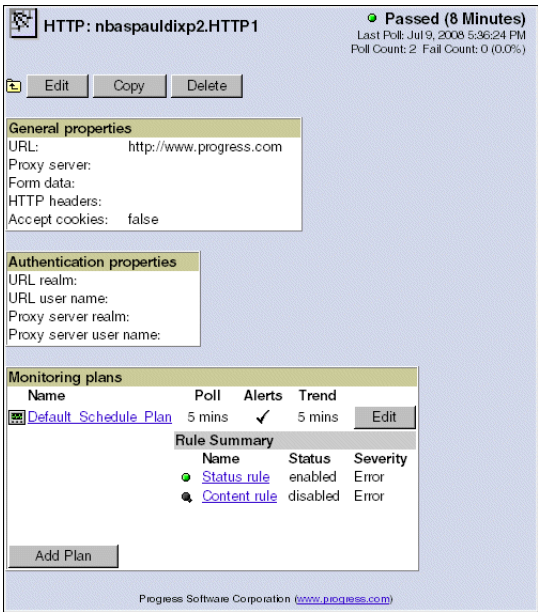 HTTP: nbaspauldixp2.HTTP1
Passed (8 Minutes)
Last Poll: Jul 9, 2008 5:36:24 PM
Poll Count: 2 Fail Count: 0 (0.0%)
Edit Copy Delete
General properties
URL: http://www.progress.com
Proxy server:
Form data:
HTTP headers:
Accept cookies: false
Authentication properties
URL realm:
URL user name:
Proxy server realm:
Proxy server user name:
Monitoring plans
Name Poll Alerts Trend
Default_Schedule_Plan 5 mins ✓ 5 mins Edit
Rule Summary
Name Status Severity
Status rule enabled Error
Content rule disabled Error
Add Plan
Progress Software Corporation (www.progress.com)